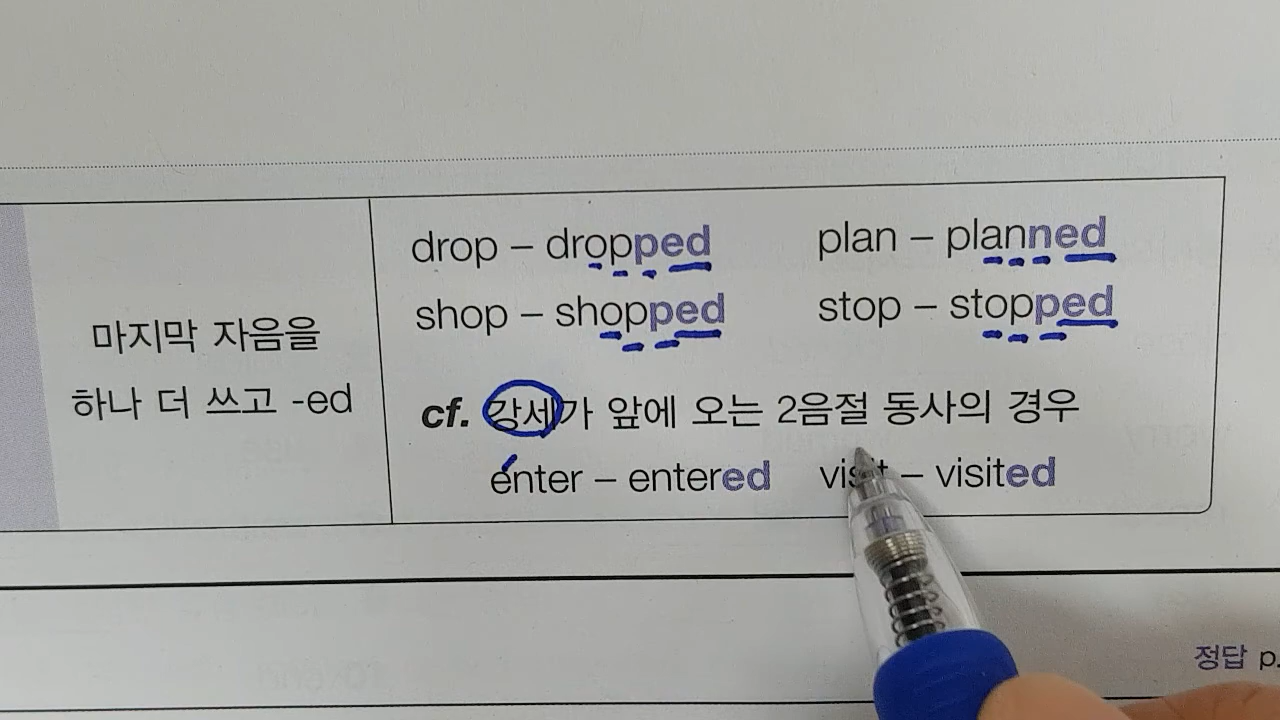 마지막 자음을
하나 더 쓰고 -ed
drop – dropped plan – planned
shop – shopped stop – stopped
cf. 강세가 앞에 오는 2음절 동사의 경우
enter – entered visit – visited
정답 p.